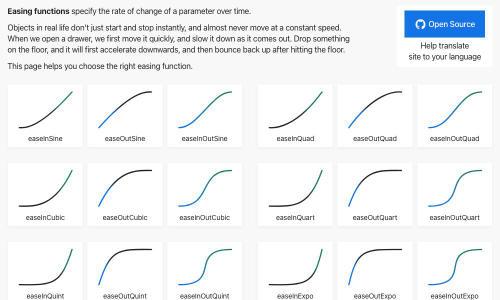 Easing functions specify the rate of change of a parameter over time.
Objects in real life don't just start and stop instantly, and almost never move at a constant speed.
When we open a drawer, we first move it quickly, and slow it down as it comes out. Drop something
on the floor, and it will first accelerate downwards, and then bounce back up after hitting the floor.
This page helps you choose the right easing function.
Open Source
Help translate
site to your language
easeInSine easeOutSine easeInOutSine easeInQuad easeOutQuad easeInOutQuad
easeInCubic easeOutCubic easeInOutCubic easeInQuart easeOutQuart easeInOutQuart
easeInQuint easeOutQuint easeInOutQuint easeInExpo easeOutExpo easeInOutExpo